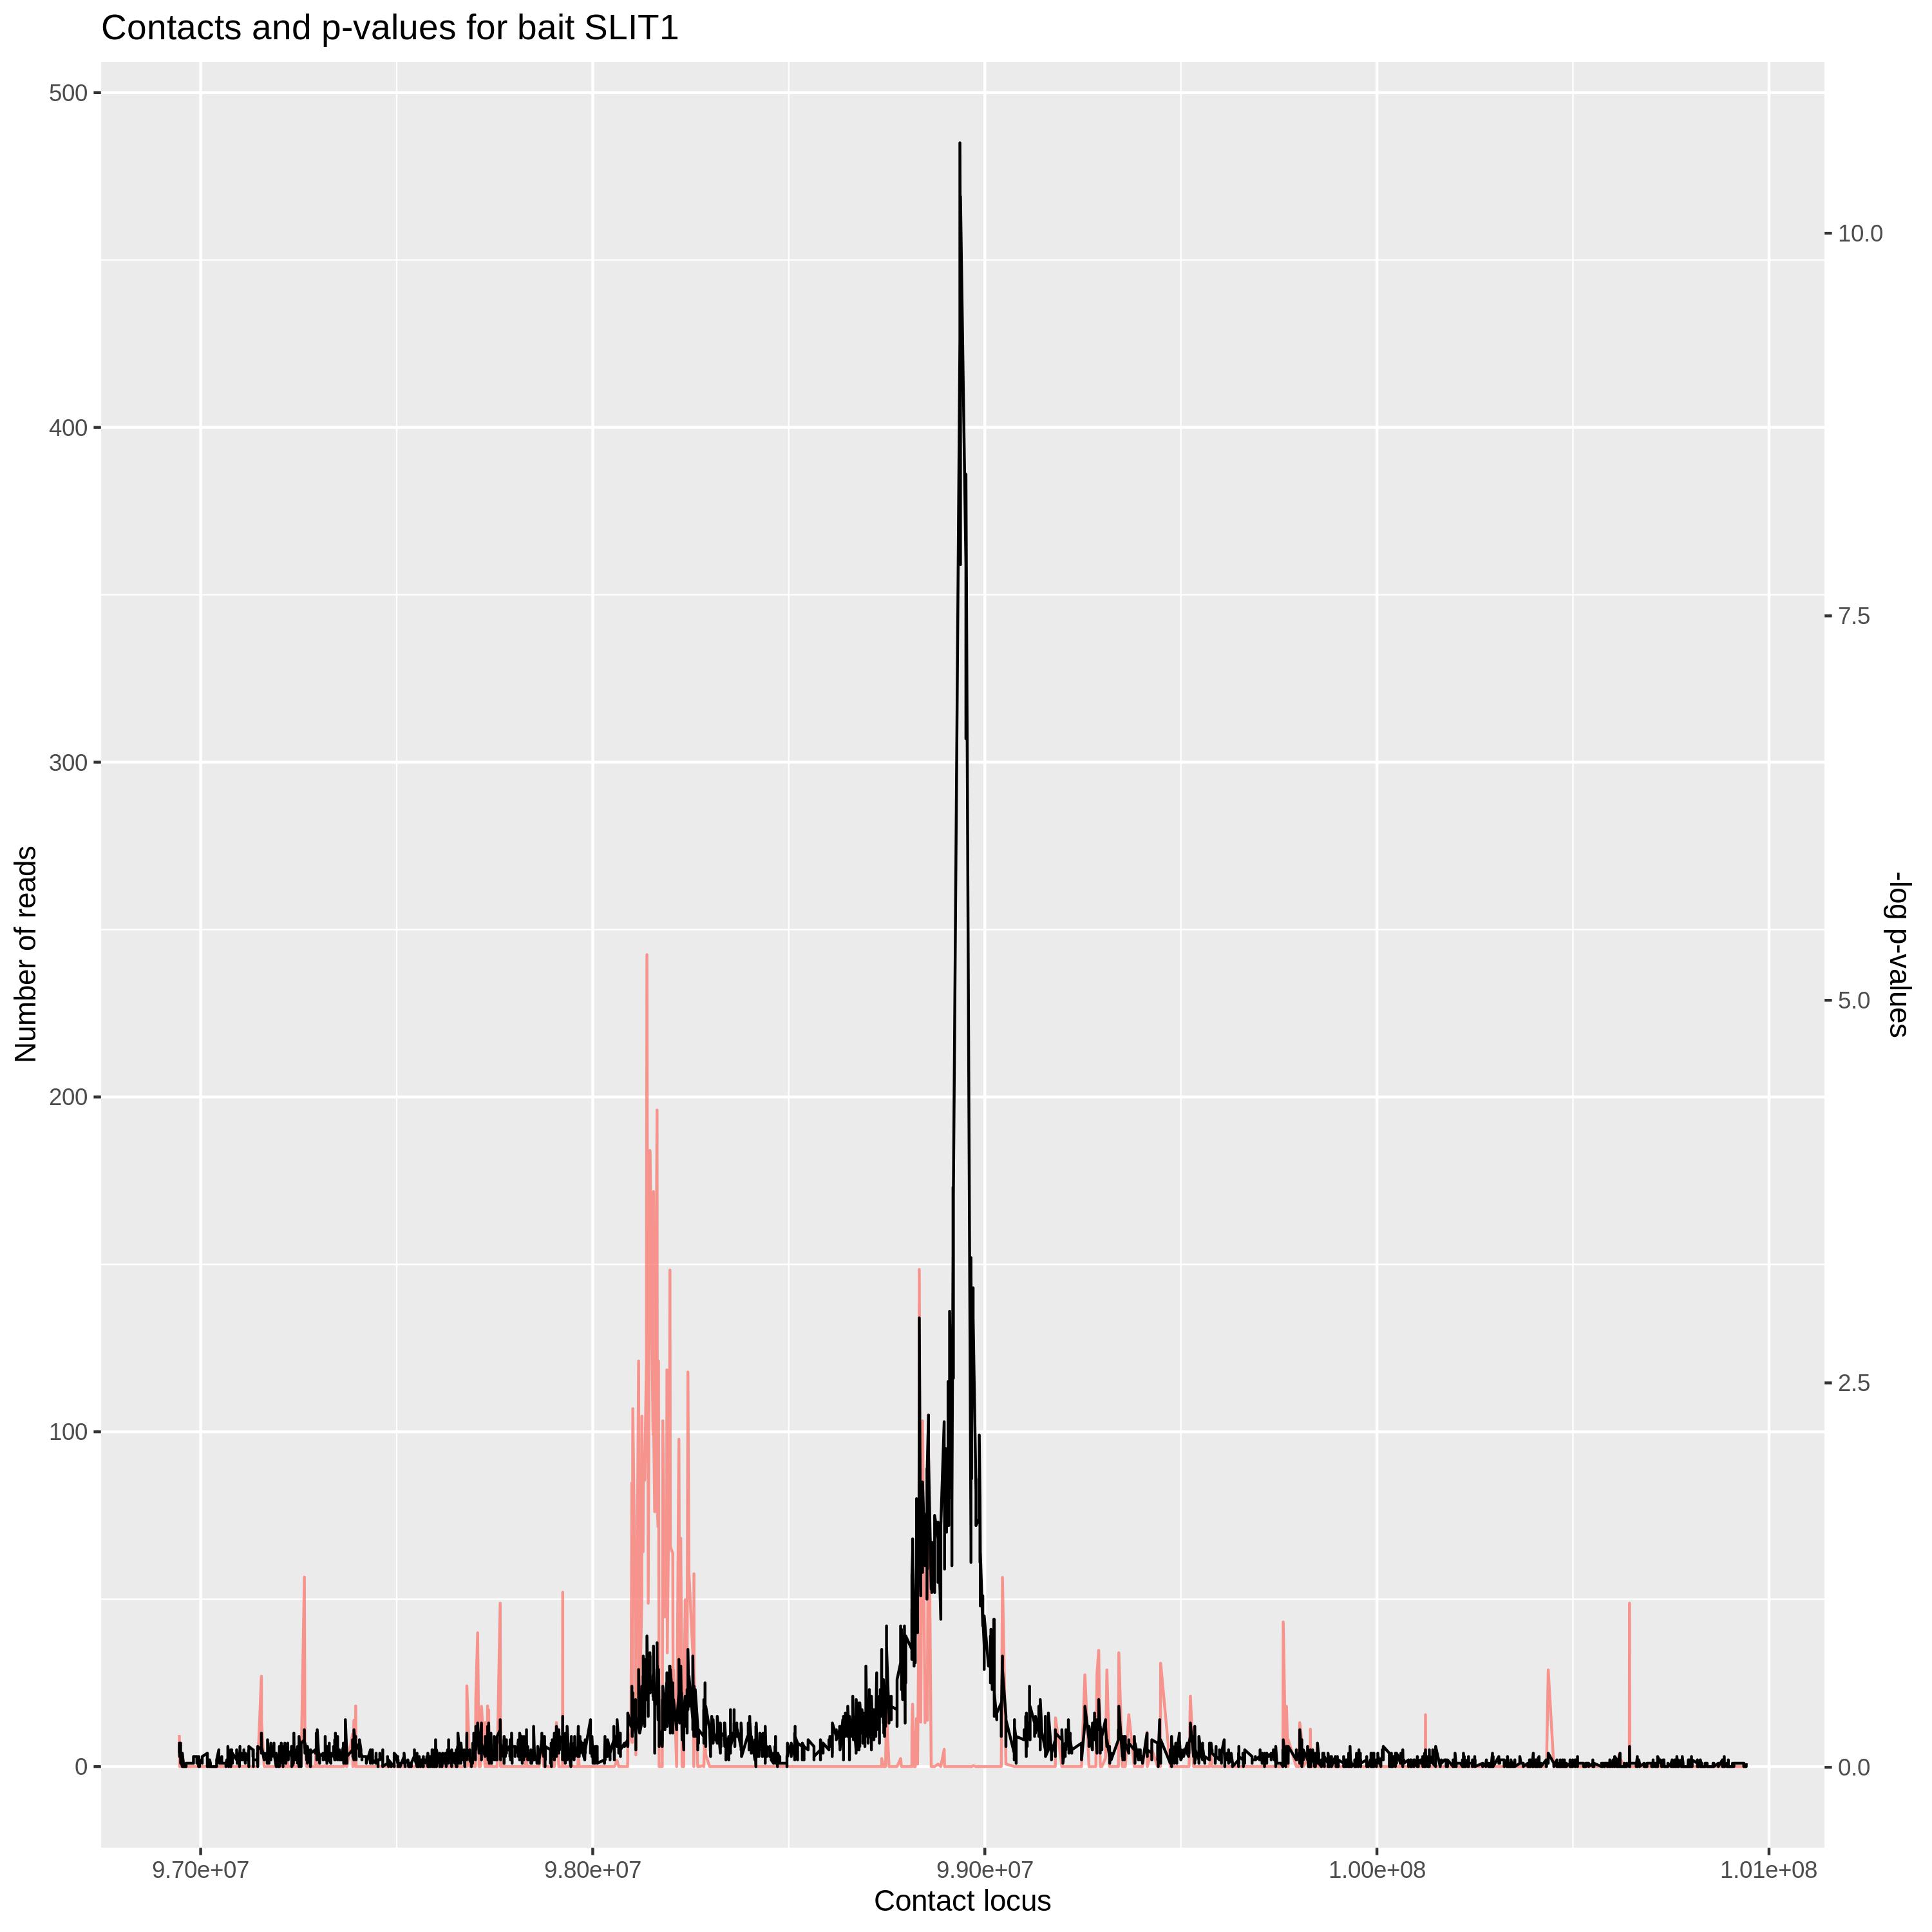 Contacts and p-values for bait SLIT1
500
400
300
200
100
0
Number of reads
10.0
7.5
5.0
2.5
0.0
-log p-values
9.70e+07 9.80e+07 9.90e+07 1.00e+08 1.01e+08
Contact locus